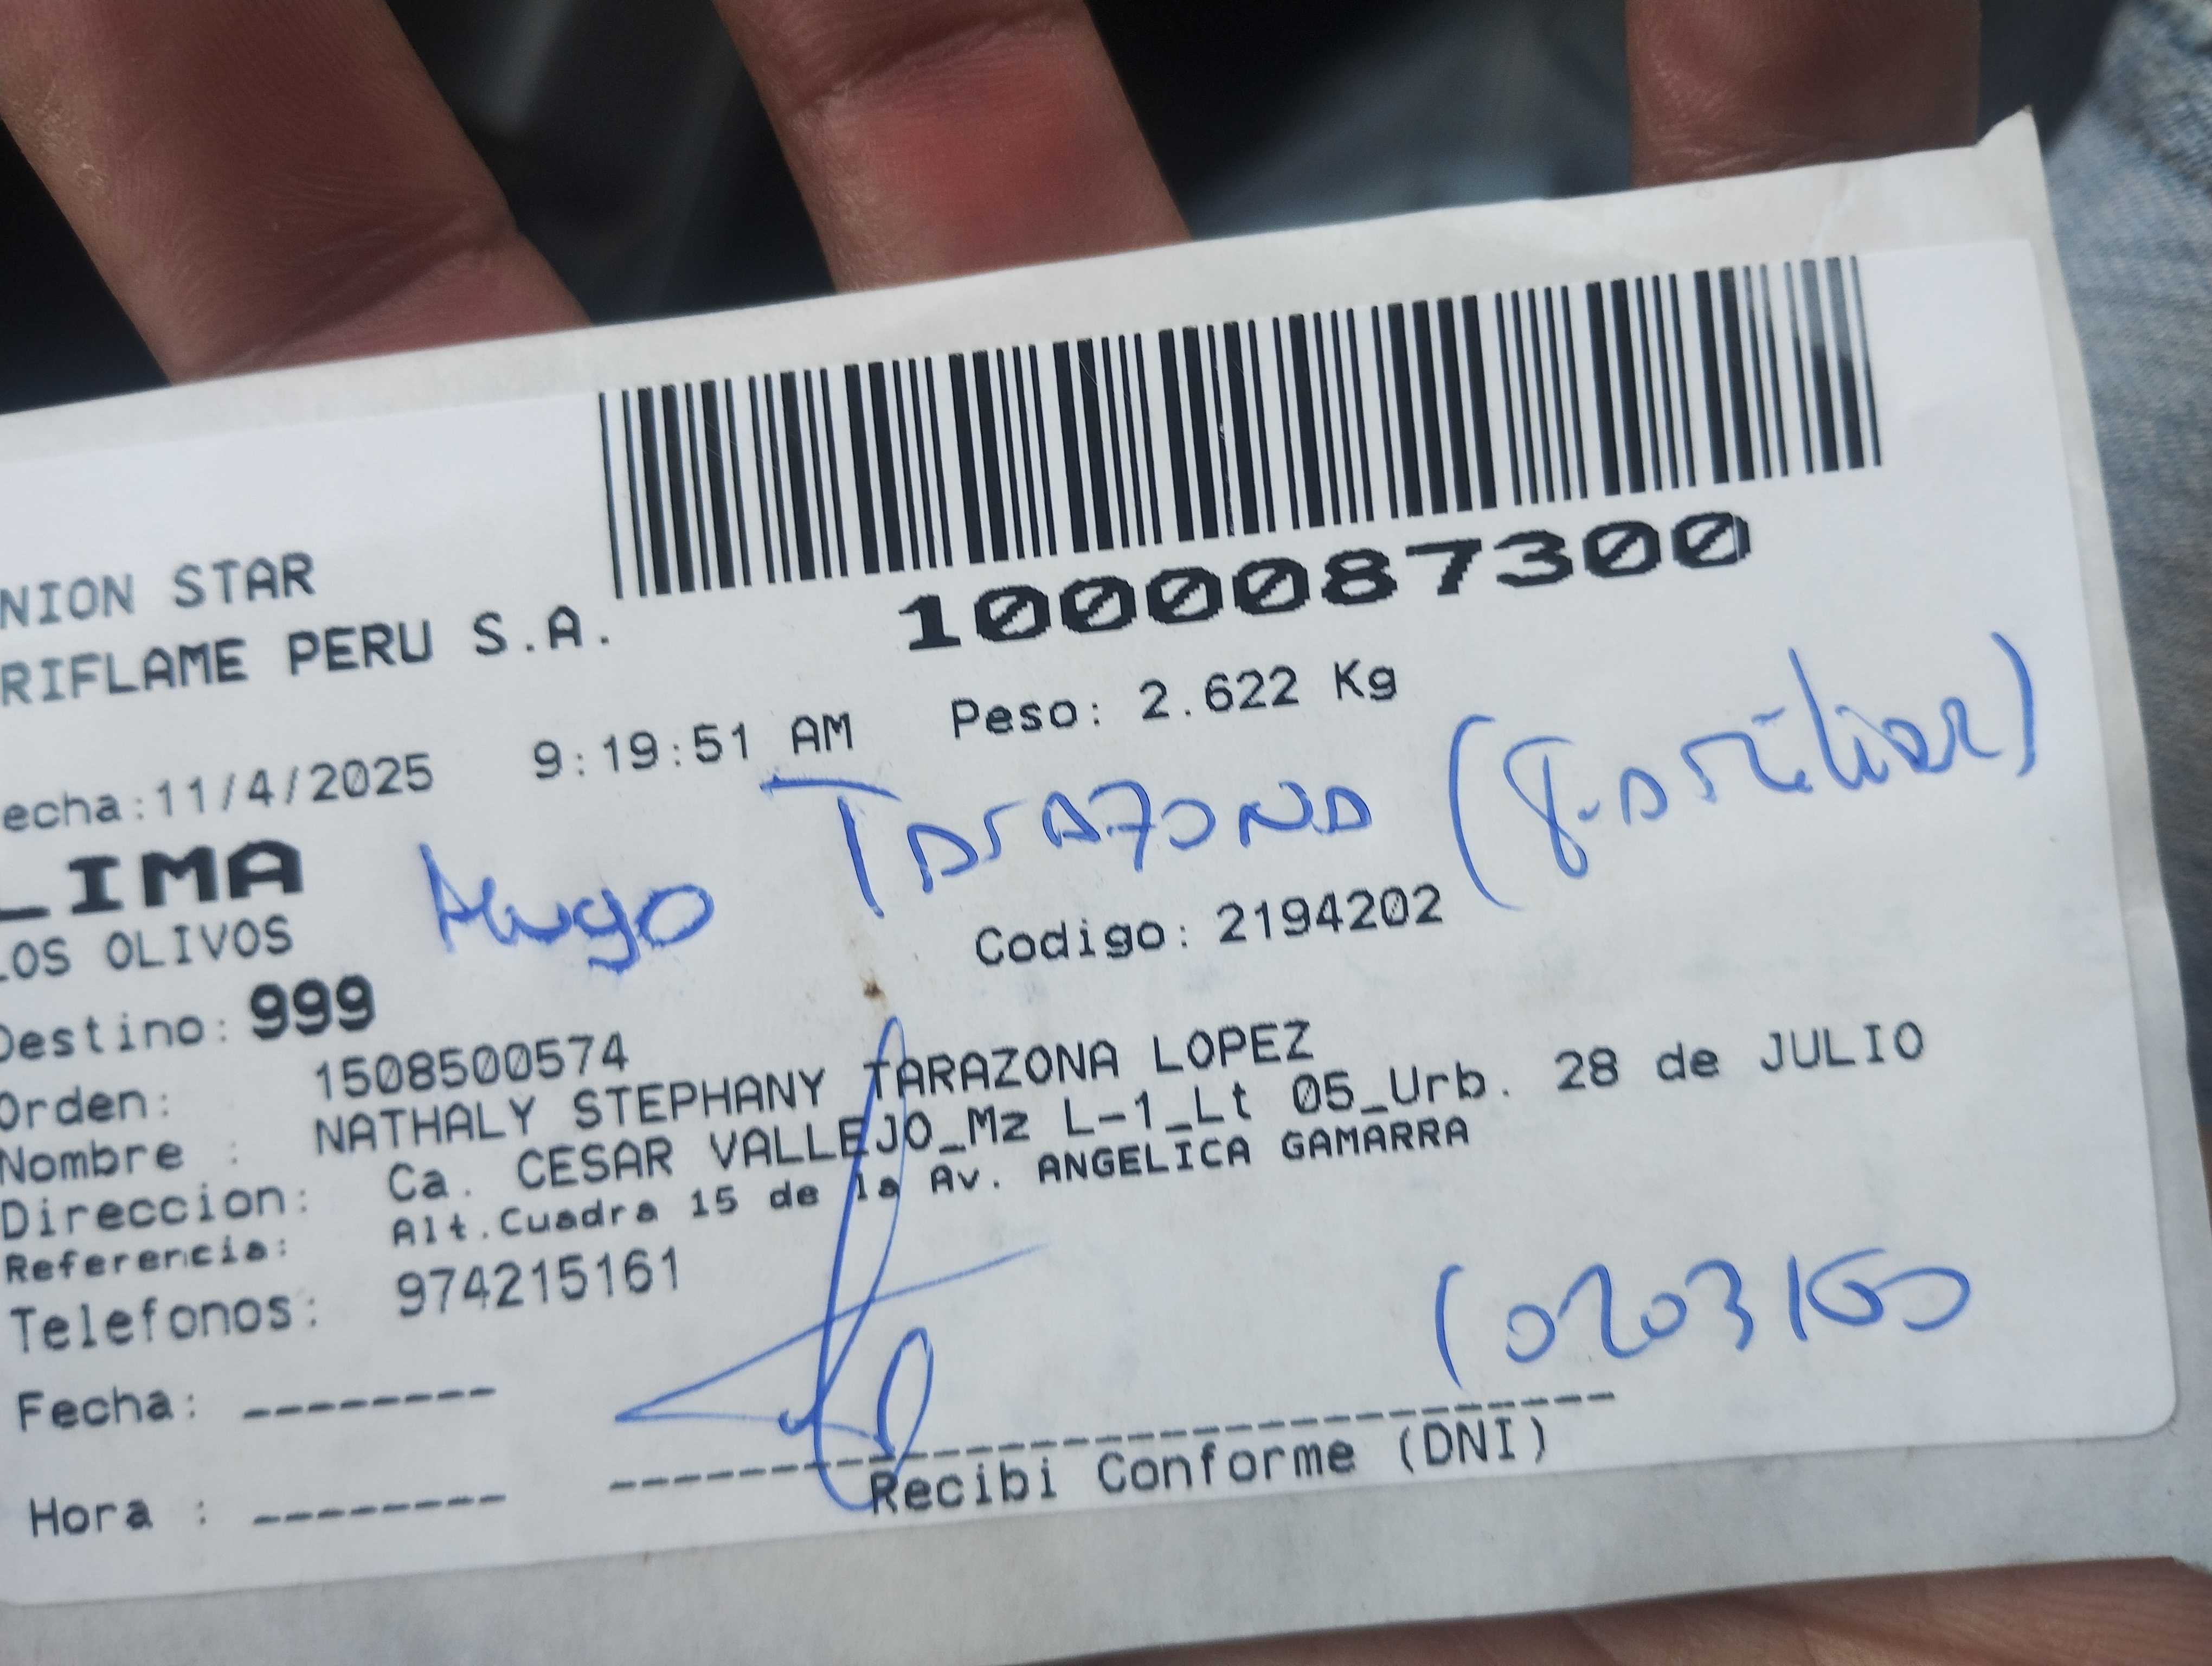 1000087300
NION STAR
RIFLAME PERU S.A.
echa:11/4/2025 9:19:51 AM Peso: 2.622 Kg
LIMA
Hugo Tarazona (familiar)
LOS OLIVOS
Codigo: 2194202
Destino: 999
Orden: 1508500574
Nombre : NATHALY STEPHANY TARAZONA LOPEZ
Direccion: Ca. CESAR VALLEJO_Mz L-1_Lt 05_Urb. 28 de JULIO
Referencia: Alt.Cuadra 15 de la Av. ANGELICA GAMARRA
Telefonos: 974215161
Fecha: --------
Hora : --------
Recibi Conforme (DNI)